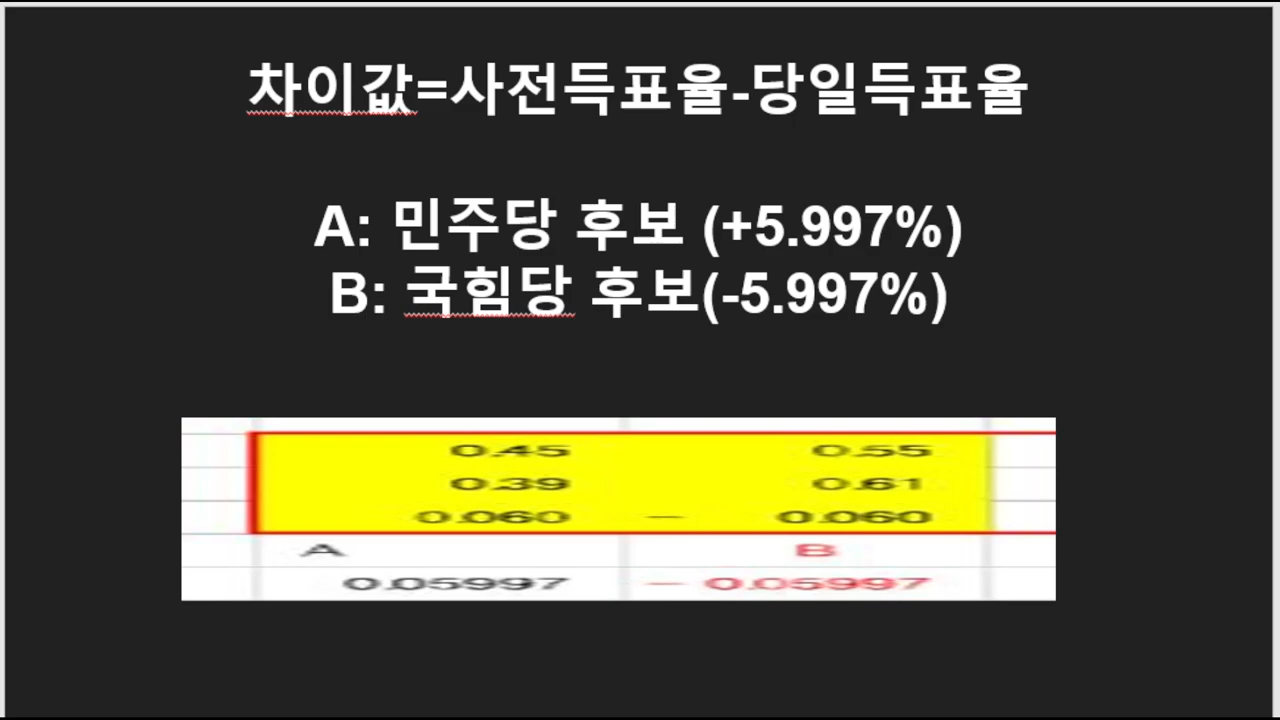 차이값=사전득표율-당일득표율
A: 민주당 후보 (+5.997%)
B: 국힘당 후보(-5.997%)
0.45 0.55
0.39 0.61
0.060 - 0.060
A B
0.05997 - 0.05997